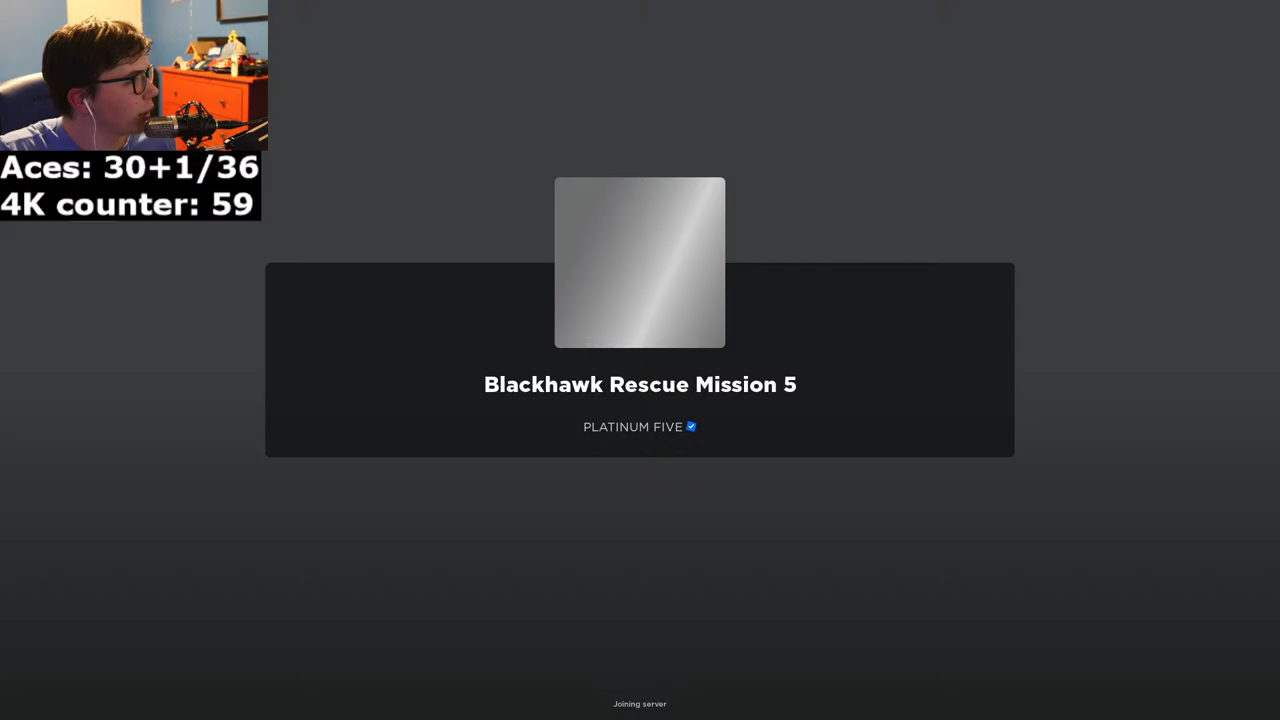 Aces: 30+1/36
4K counter: 59
Blackhawk Rescue Mission 5
PLATINUM FIVE
Joining server